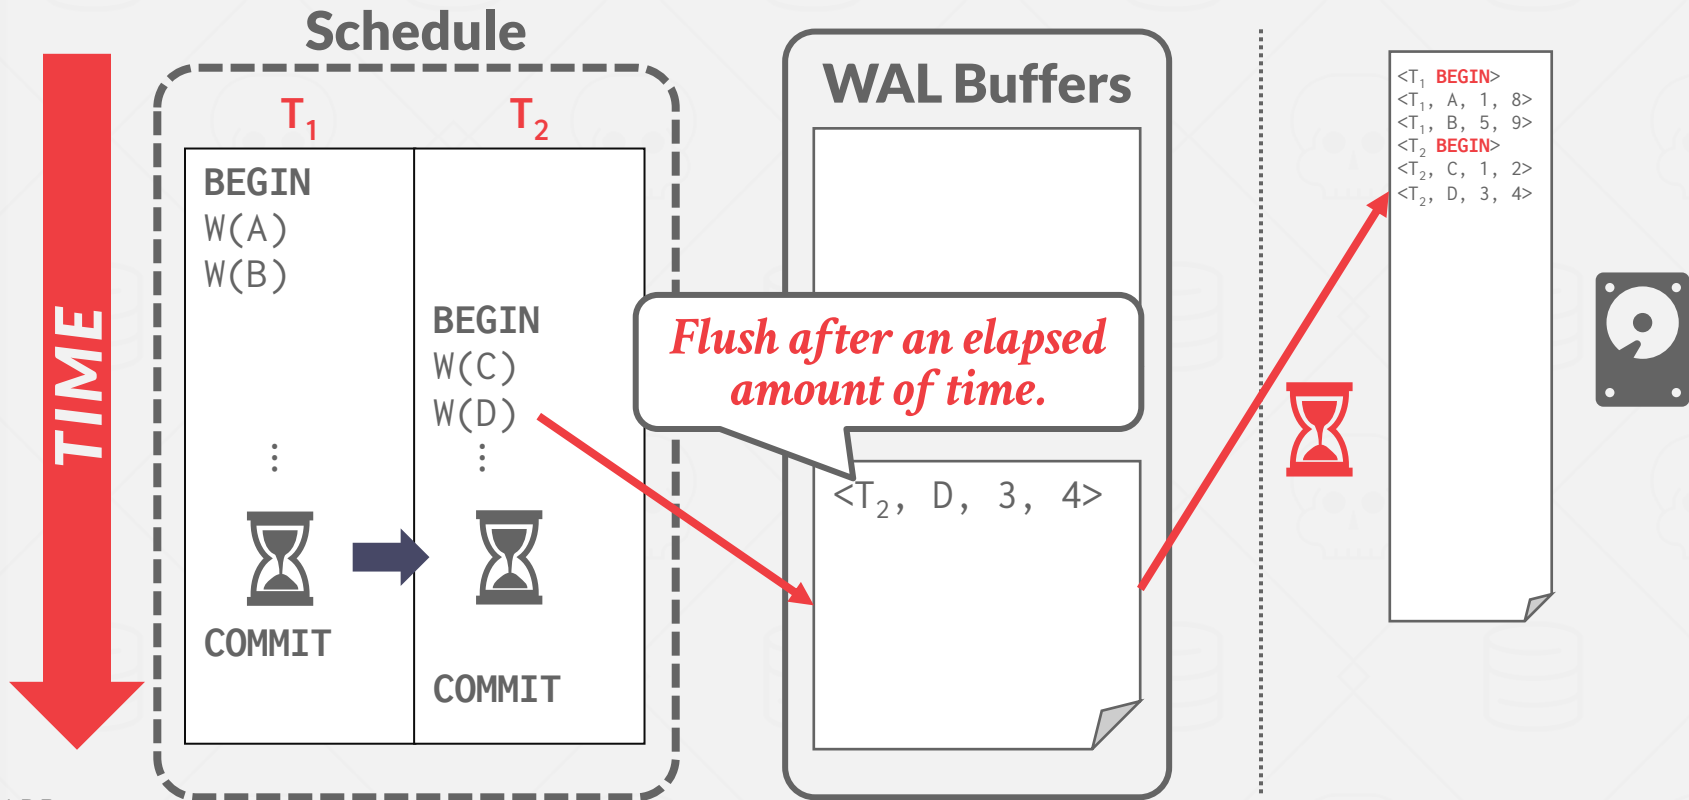 Schedule
TIME
T1
T2
BEGIN
W(A)
W(B)
⋮
COMMIT
BEGIN
W(C)
W(D)
⋮
COMMIT
WAL Buffers
Flush after an elapsed
amount of time.
<T2, D, 3, 4>
<T1 BEGIN>
<T1, A, 1, 8>
<T1, B, 5, 9>
<T2 BEGIN>
<T2, C, 1, 2>
<T2, D, 3, 4>